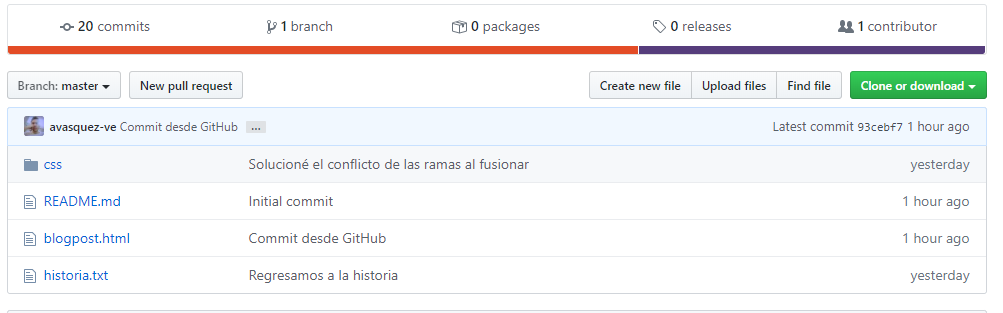 20 commits 1 branch 0 packages 0 releases 1 contributor
Branch: master New pull request Create new file Upload files Find file Clone or download
avasquez-ve Commit desde GitHub ... Latest commit 93cebf7 1 hour ago
css Solucioné el conflicto de las ramas al fusionar yesterday
README.md Initial commit 1 hour ago
blogpost.html Commit desde GitHub 1 hour ago
historia.txt Regresamos a la historia yesterday